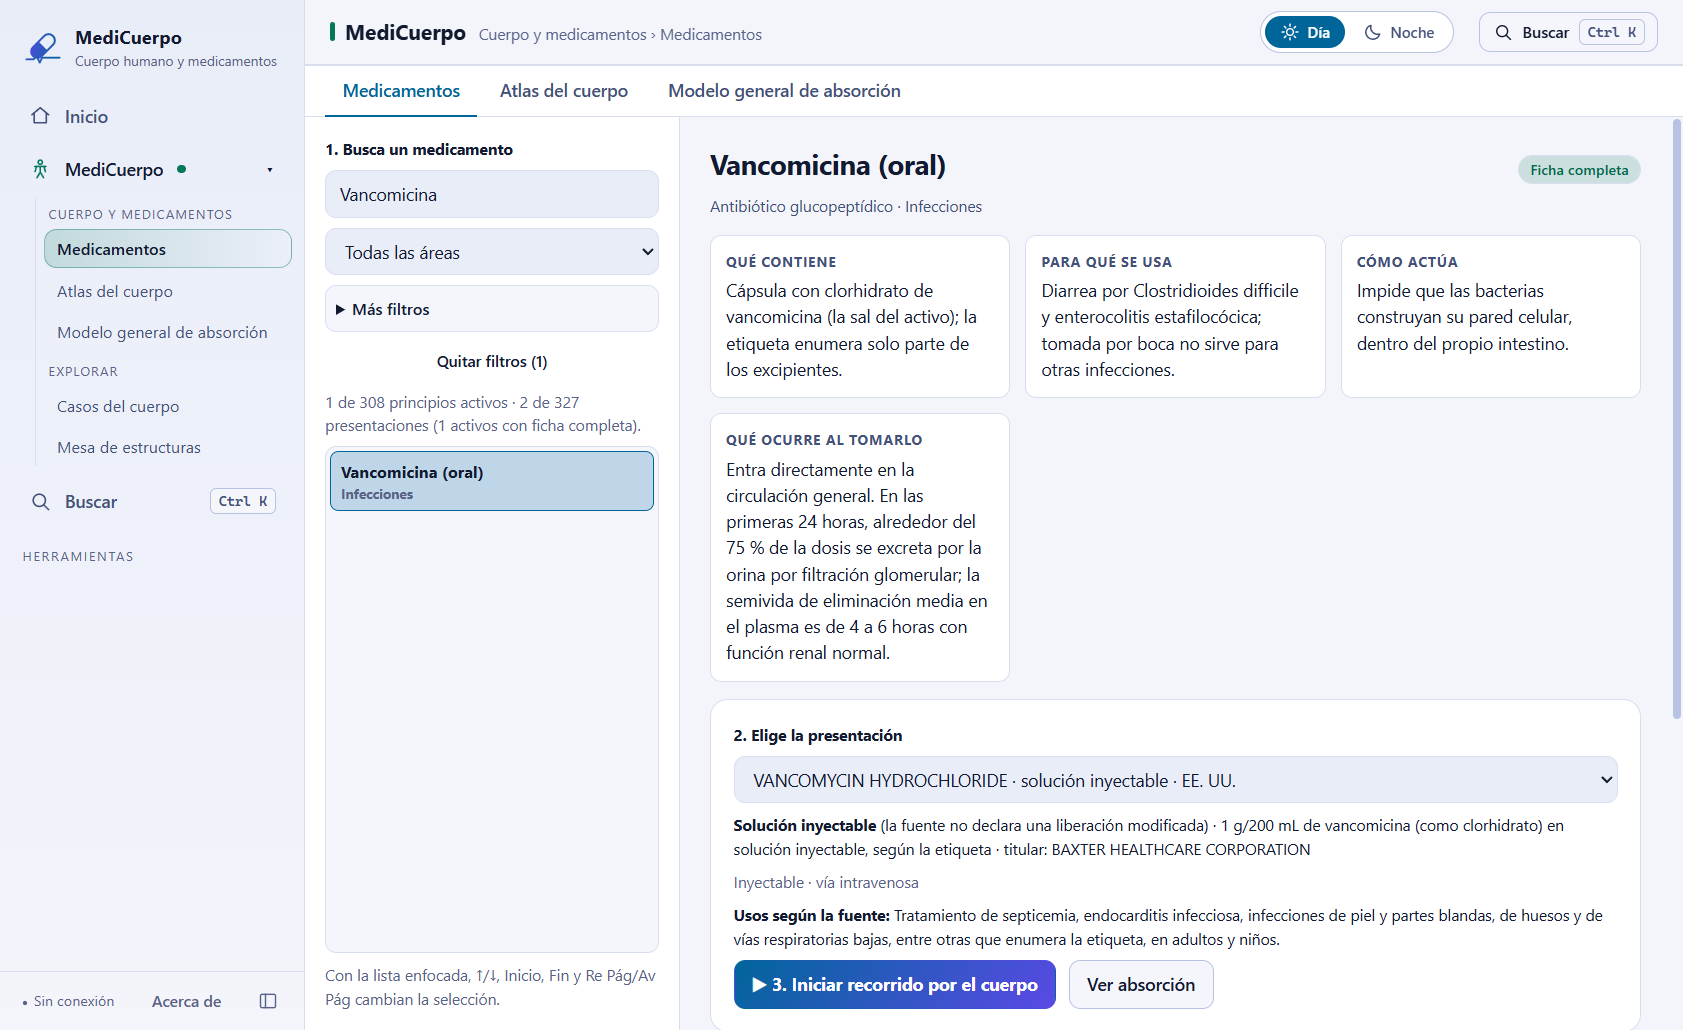 MediCuerpo
Cuerpo humano y medicamentos
Inicio
MediCuerpo
CUERPO Y MEDICAMENTOS
Medicamentos
Atlas del cuerpo
Modelo general de absorción
EXPLORAR
Casos del cuerpo
Mesa de estructuras
Buscar Ctrl K
HERRAMIENTAS
Sin conexión Acerca de
MediCuerpo Cuerpo y medicamentos › Medicamentos
Día Noche
Buscar Ctrl K
Medicamentos Atlas del cuerpo Modelo general de absorción
1. Busca un medicamento
Vancomicina
Todas las áreas
Más filtros
Quitar filtros (1)
1 de 308 principios activos · 2 de 327
presentaciones (1 activos con ficha completa).
Vancomicina (oral)
Infecciones
Con la lista enfocada, ↑/↓, Inicio, Fin y Re Pág/Av
Pág cambian la selección.
Vancomicina (oral)
Ficha completa
Antibiótico glucopeptídico · Infecciones
QUÉ CONTIENE
Cápsula con clorhidrato de
vancomicina (la sal del activo); la
etiqueta enumera solo parte de
los excipientes.
PARA QUÉ SE USA
Diarrea por Clostridioides difficile
y enterocolitis estafilocócica;
tomada por boca no sirve para
otras infecciones.
CÓMO ACTÚA
Impide que las bacterias
construyan su pared celular,
dentro del propio intestino.
QUÉ OCURRE AL TOMARLO
Entra directamente en la
circulación general. En las
primeras 24 horas, alrededor del
75 % de la dosis se excreta por la
orina por filtración glomerular; la
semivida de eliminación media en
el plasma es de 4 a 6 horas con
función renal normal.
2. Elige la presentación
VANCOMYCIN HYDROCHLORIDE · solución inyectable · EE. UU.
Solución inyectable (la fuente no declara una liberación modificada) · 1 g/200 mL de vancomicina (como clorhidrato) en
solución inyectable, según la etiqueta · titular: BAXTER HEALTHCARE CORPORATION
Inyectable · vía intravenosa
Usos según la fuente: Tratamiento de septicemia, endocarditis infecciosa, infecciones de piel y partes blandas, de huesos y de
vías respiratorias bajas, entre otras que enumera la etiqueta, en adultos y niños.
▶ 3. Iniciar recorrido por el cuerpo
Ver absorción